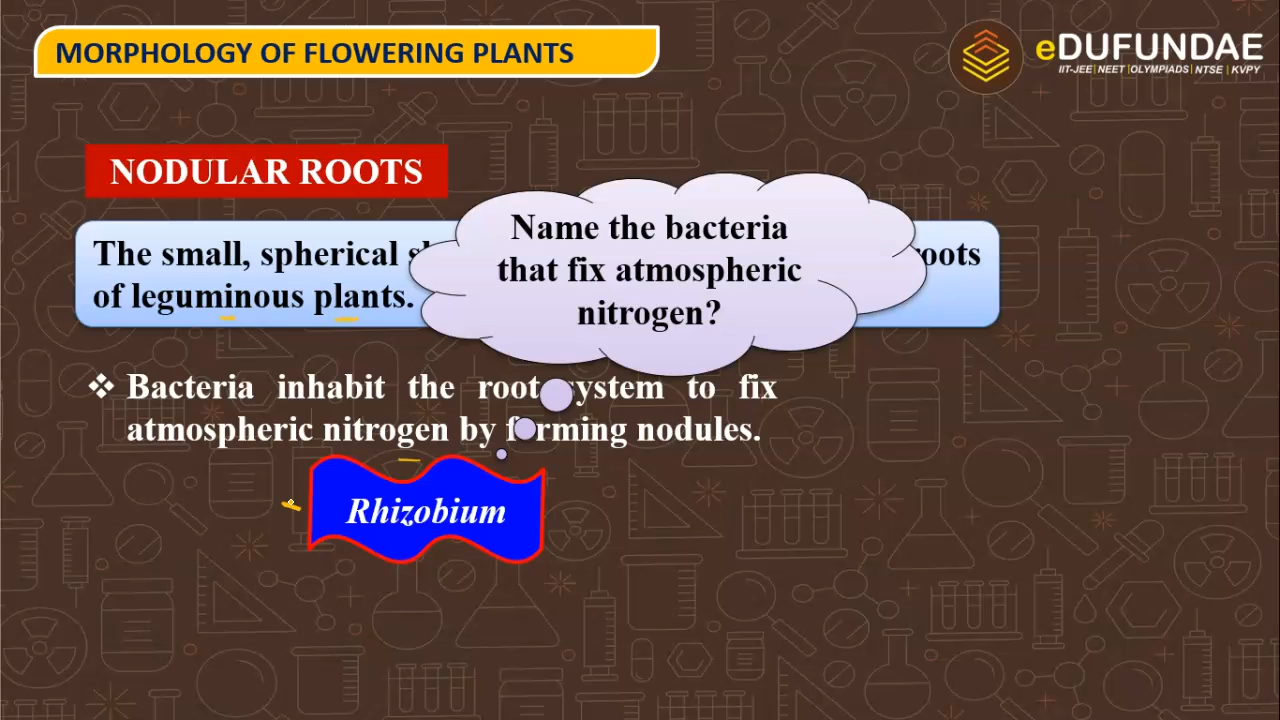 MORPHOLOGY OF FLOWERING PLANTS
eDUFUNDAE
IIT-JEE|NEET|OLYMPIADS|NTSE|KVPY
NODULAR ROOTS
The small, spherical roots
of leguminous plants.
Name the bacteria
that fix atmospheric
nitrogen?
❖ Bacteria inhabit the root system to fix
atmospheric nitrogen by forming nodules.
Rhizobium